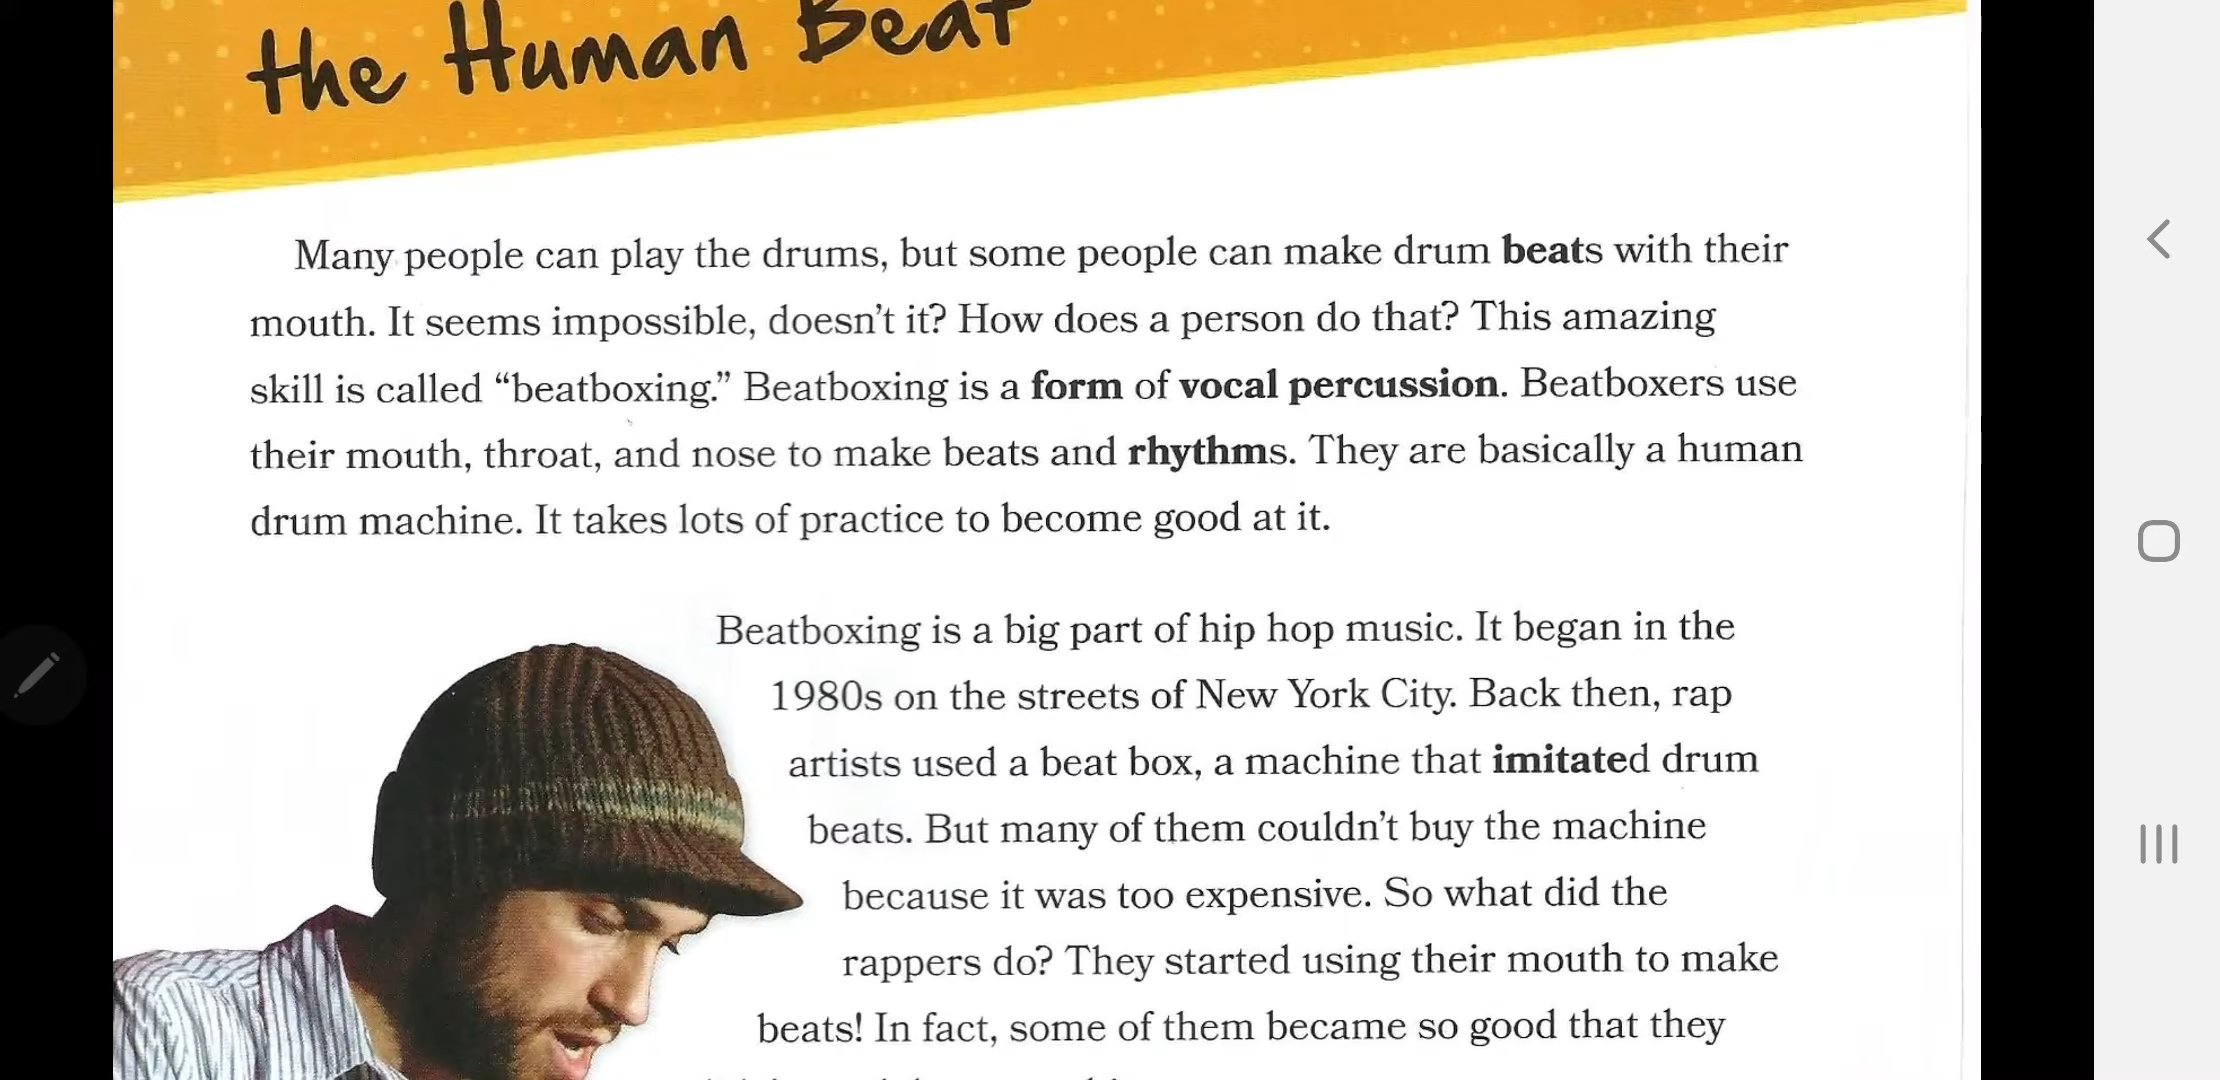 the Human Beat
Many people can play the drums, but some people can make drum beats with their
mouth. It seems impossible, doesn't it? How does a person do that? This amazing
skill is called “beatboxing.” Beatboxing is a form of vocal percussion. Beatboxers use
their mouth, throat, and nose to make beats and rhythms. They are basically a human
drum machine. It takes lots of practice to become good at it.
Beatboxing is a big part of hip hop music. It began in the
1980s on the streets of New York City. Back then, rap
artists used a beat box, a machine that imitated drum
beats. But many of them couldn't buy the machine
because it was too expensive. So what did the
rappers do? They started using their mouth to make
beats! In fact, some of them became so good that they